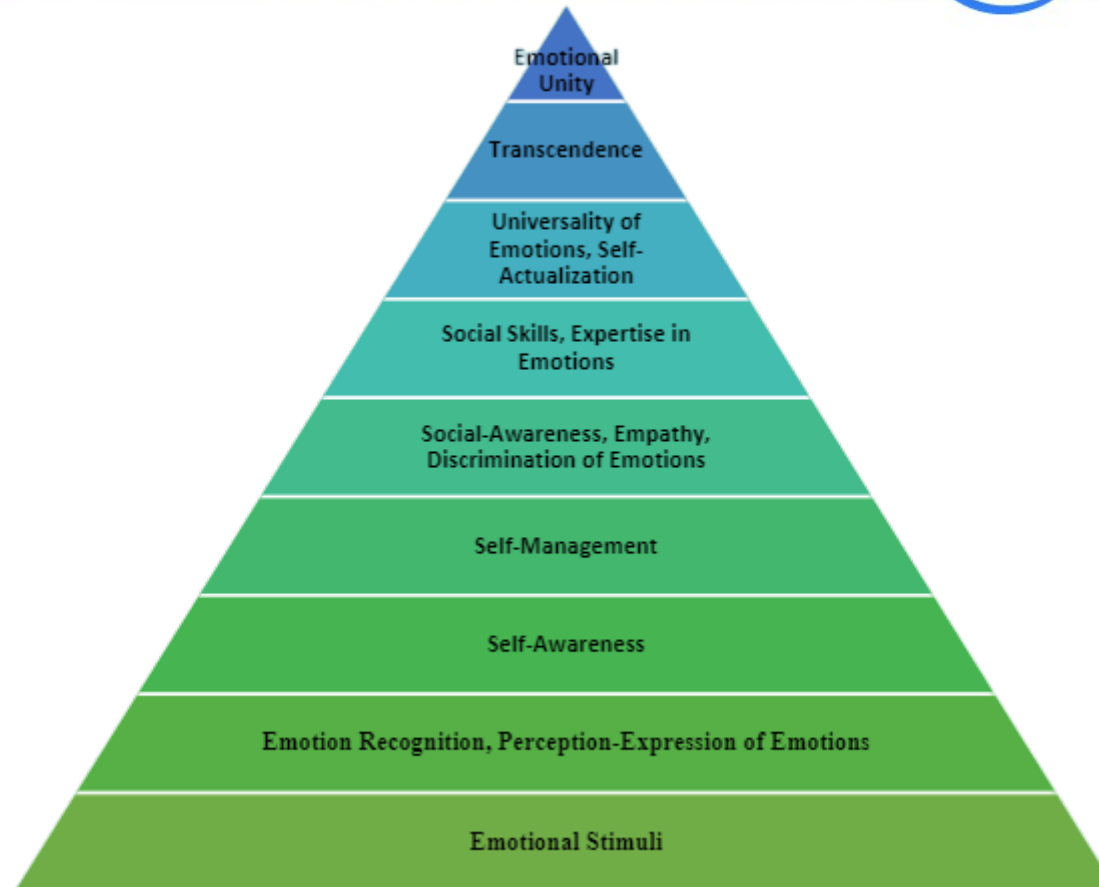 Emotional
Unity
Transcendence
Universality of
Emotions, Self-
Actualization
Social Skills, Expertise in
Emotions
Social-Awareness, Empathy,
Discrimination of Emotions
Self-Management
Self-Awareness
Emotion Recognition, Perception-Expression of Emotions
Emotional Stimuli